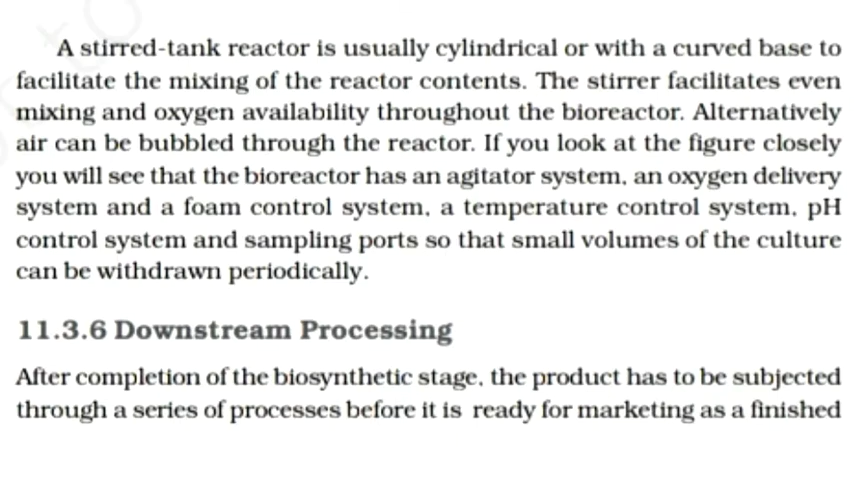 A stirred-tank reactor is usually cylindrical or with a curved base to
facilitate the mixing of the reactor contents. The stirrer facilitates even
mixing and oxygen availability throughout the bioreactor. Alternatively
air can be bubbled through the reactor. If you look at the figure closely
you will see that the bioreactor has an agitator system, an oxygen delivery
system and a foam control system, a temperature control system, pH
control system and sampling ports so that small volumes of the culture
can be withdrawn periodically.
11.3.6 Downstream Processing
After completion of the biosynthetic stage, the product has to be subjected
through a series of processes before it is ready for marketing as a finished